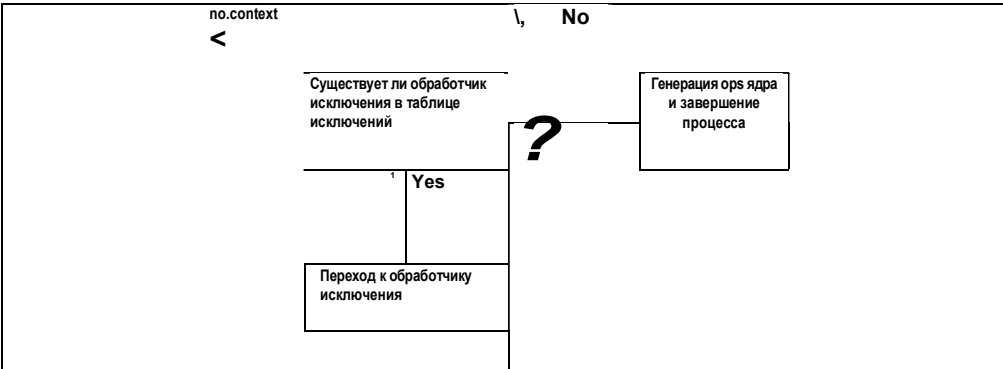 no.context
\, No
<
Существует ли обработчик
исключения в таблице
исключений
Генерация ops ядра
и завершение
процесса
?
1
Yes
Переход к обработчику
исключения